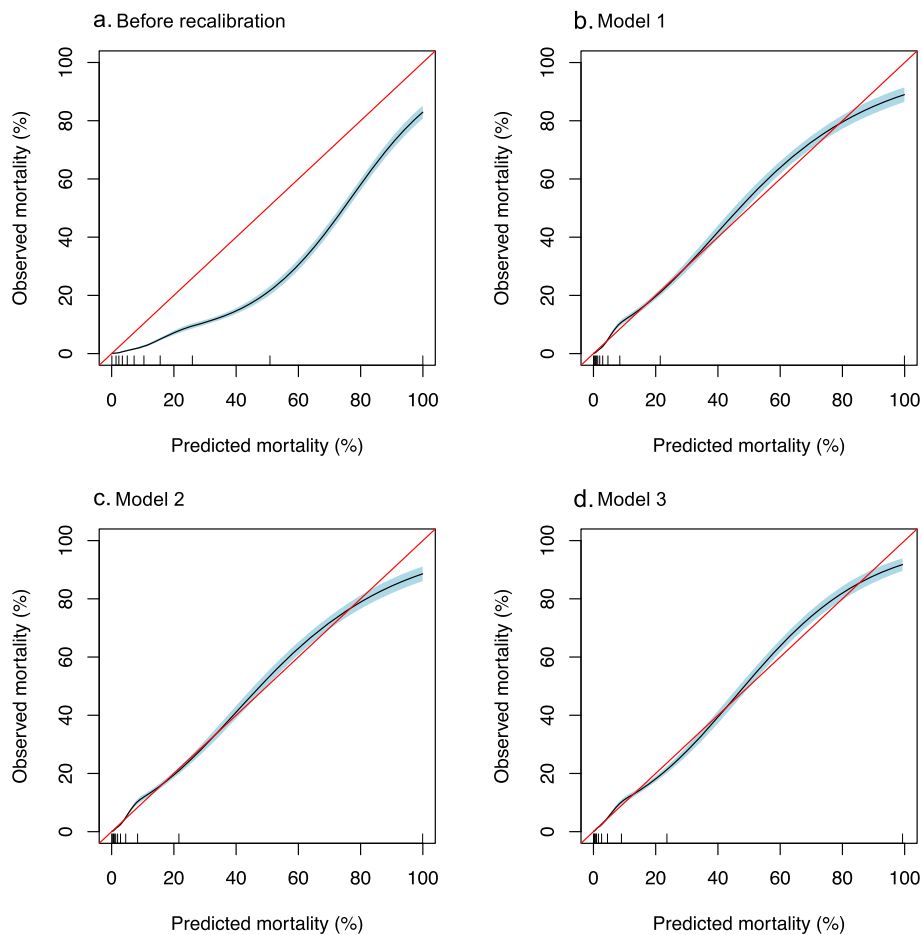 a. Before recalibration
Observed mortality (%)
100
80
60
40
20
0
0 20 40 60 80 100
Predicted mortality (%)
b. Model 1
Observed mortality (%)
100
80
60
40
20
0
0 20 40 60 80 100
Predicted mortality (%)
c. Model 2
Observed mortality (%)
100
80
60
40
20
0
0 20 40 60 80 100
Predicted mortality (%)
d. Model 3
Observed mortality (%)
100
80
60
40
20
0
0 20 40 60 80 100
Predicted mortality (%)